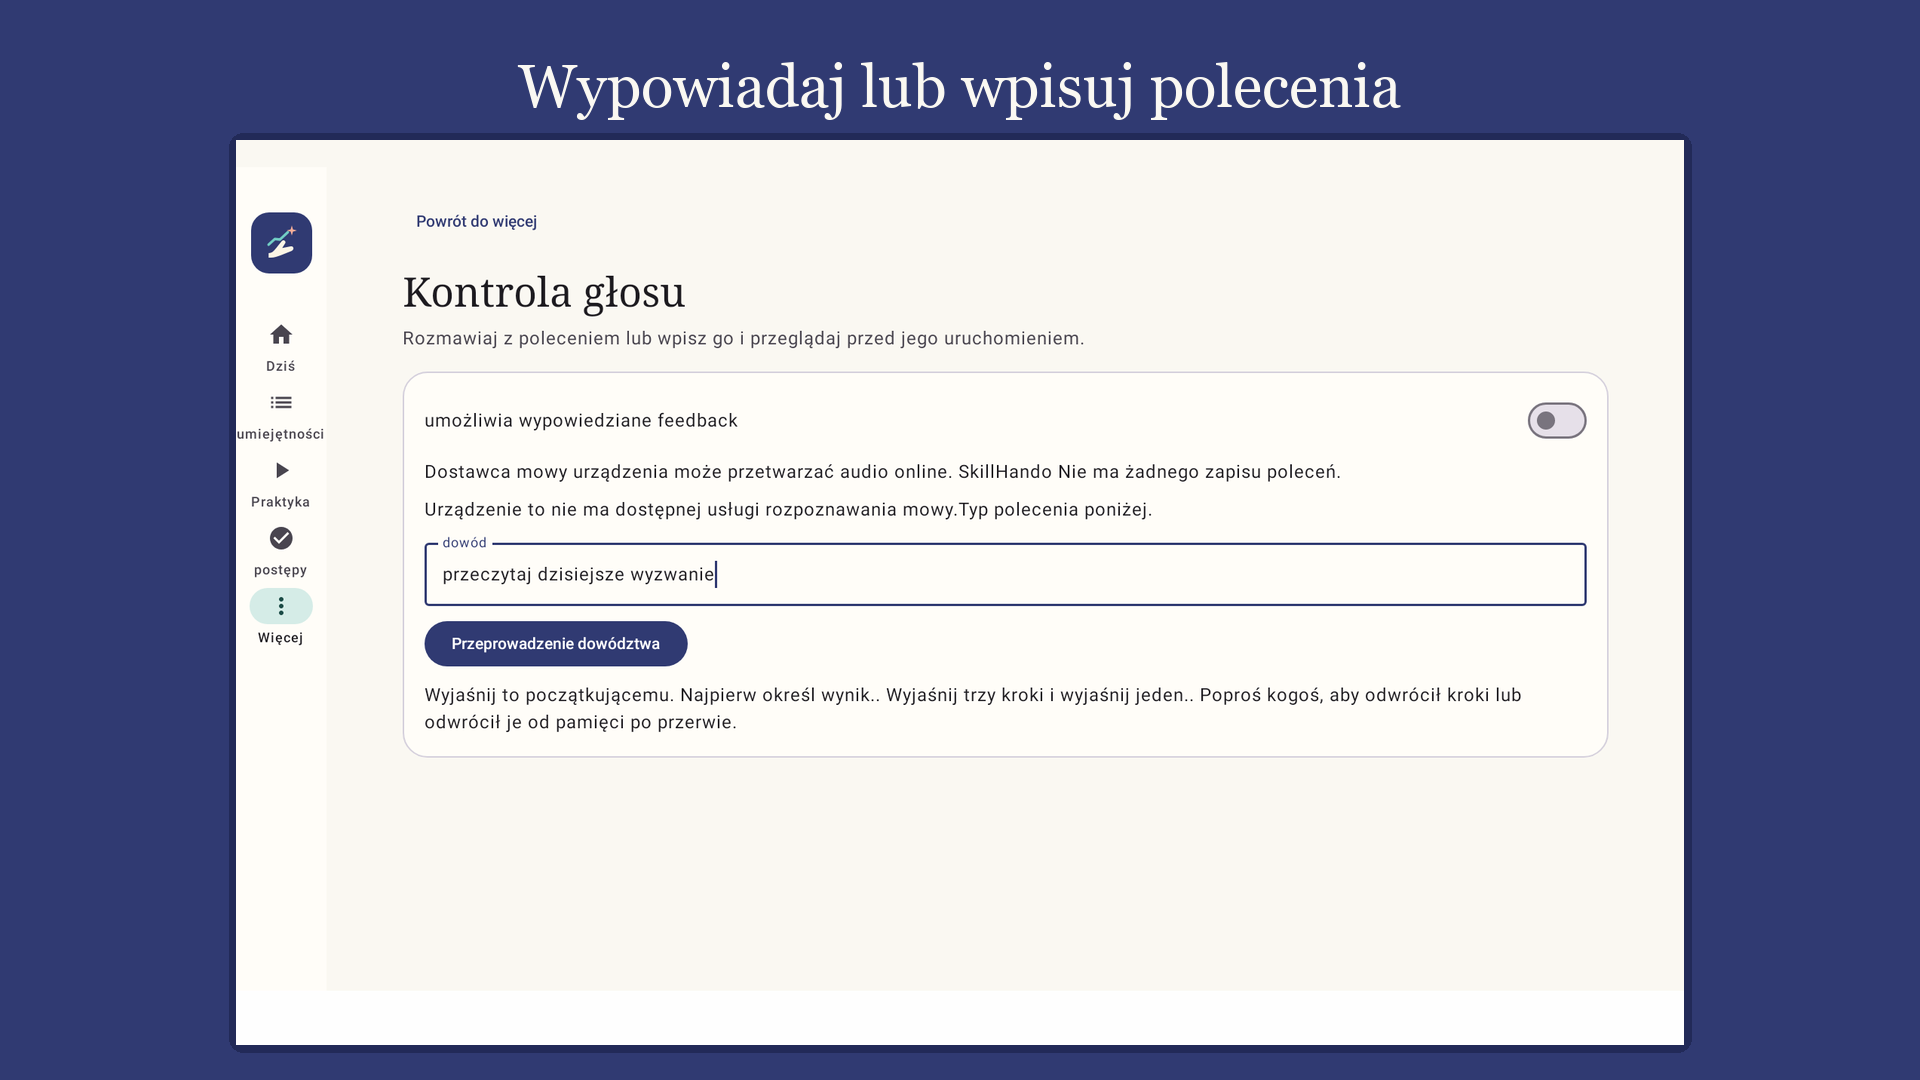 Wypowiadaj lub wpisuj polecenia
Powrót do więcej
Kontrola głosu
Rozmawiaj z poleceniem lub wpisz go i przeglądaj przed jego uruchomieniem.
Dziś
umiejętności
Praktyka
postępy
Więcej
umożliwia wypowiedziane feedback
Dostawca mowy urządzenia może przetwarzać audio online. SkillHando Nie ma żadnego zapisu poleceń.
Urządzenie to nie ma dostępnej usługi rozpoznawania mowy.Typ polecenia poniżej.
dowód
przeczytaj dzisiejsze wyzwanie
Przeprowadzenie dowództwa
Wyjaśnij to początkującemu. Najpierw określ wynik.. Wyjaśnij trzy kroki i wyjaśnij jeden.. Poproś kogoś, aby odwrócił kroki lub
odwrócił je od pamięci po przerwie.